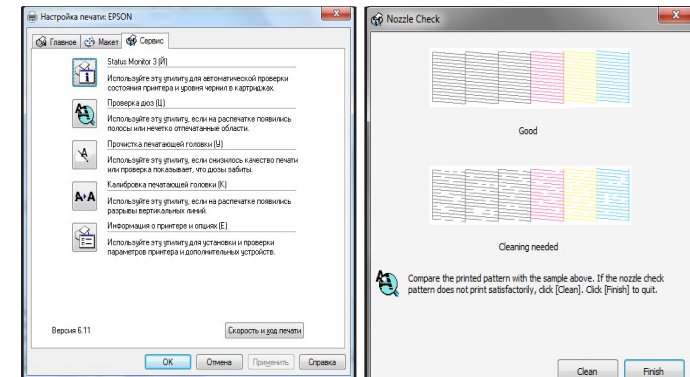 Настройка печати: EPSON
Главное
Макет
Сервис
Status Monitor 3 (Й)
Используйте эту утилиту для автоматической проверки
состояния принтера и уровня чернил в картриджах.
Проверка дюз (Ц)
Используйте эту утилиту, если на распечатке появились
полосы или нечетко отпечатанные области.
Прочистка печатающей головки (У)
Используйте эту утилиту, если снизилось качество печати
или проверка показывает, что дюзы забиты.
Калибровка печатающей головки (К)
Используйте эту утилиту, если на распечатке появились
разрывы вертикальных линий.
Информация о принтере и опциях (Е)
Используйте эту утилиту для установки и проверки
параметров принтера и дополнительных устройств.
Версия 6.11
Скорость и ход печати
OK
Отмена
Применить
Справка
Nozzle Check
Good
Cleaning needed
Compare the printed pattern with the sample above. If the nozzle check
pattern does not print satisfactorily, click [Clean]. Click [Finish] to quit.
Clean
Finish